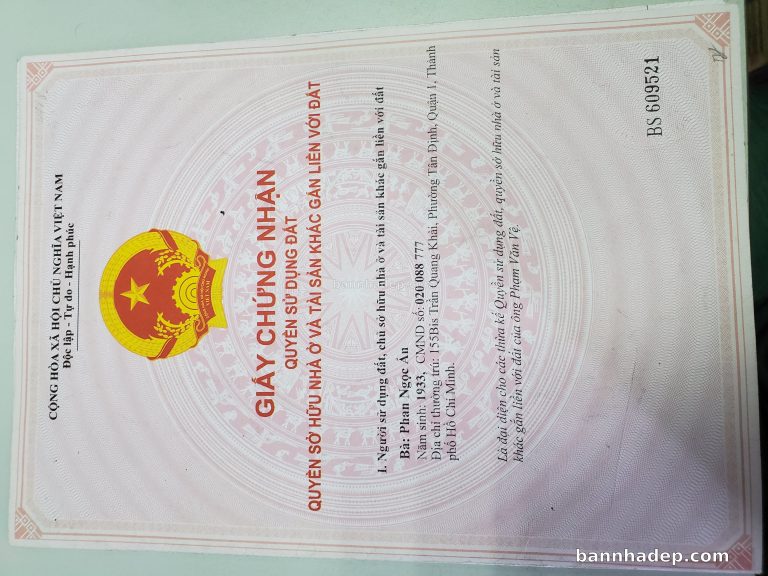 CỘNG HÒA XÃ HỘI CHỦ NGHĨA VIỆT NAM
Độc lập - Tự do - Hạnh phúc
VIỆT NAM
GIẤY CHỨNG NHẬN
QUYỀN SỬ DỤNG ĐẤT
QUYỀN SỞ HỮU NHÀ Ở VÀ TÀI SẢN KHÁC GẮN LIỀN VỚI ĐẤT
bannhadep
I. Người sử dụng đất, chủ sở hữu nhà ở và tài sản khác gắn liền với đất
Bà: Phan Ngọc Ân
Năm sinh: 1933, CMND số: 020 088 777
Địa chỉ thường trú: 155Bis Trần Quang Khải, Phường Tân Định, Quận 1, Thành
phố Hồ Chí Minh.
Là đại diện cho các thừa kế Quyền sử dụng đất, quyền sở hữu nhà ở và tài sản
khác gắn liền với đất của ông Phạm Văn Vệ.
BS 609521
bannhadep.com